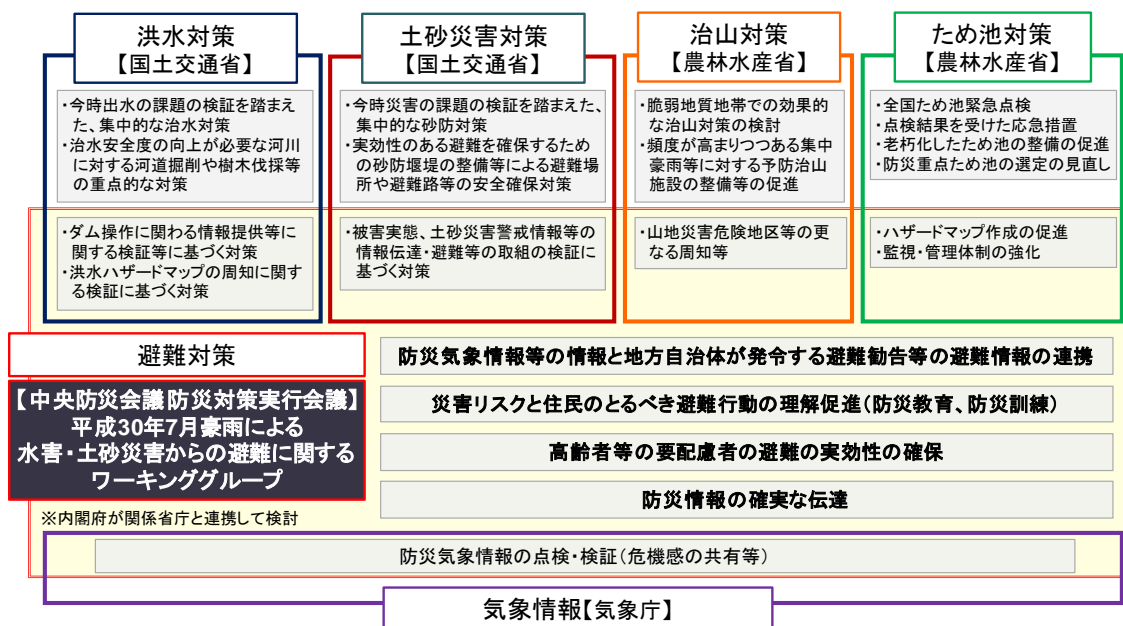 洪水対策
【国土交通省】
・今時出水の課題の検証を踏まえ
た、集中的な治水対策
・治水安全度の向上が必要な河川
に対する河道掘削や樹木伐採等
の重点的な対策
・ダム操作に関わる情報提供等に
関する検証等に基づく対策
・洪水ハザードマップの周知に関す
る検証に基づく対策
土砂災害対策
【国土交通省】
・今時災害の課題の検証を踏まえた、
集中的な砂防対策
・実効性のある避難を確保するため
の砂防堰堤の整備等による避難場
所や避難路等の安全確保対策
・被害実態、土砂災害警戒情報等の
情報伝達・避難等の取組の検証に
基づく対策
治山対策
【農林水産省】
・脆弱地質地帯での効果的
な治山対策の検討
・頻度が高まりつつある集中
豪雨等に対する予防治山
施設の整備等の促進
・山地災害危険地区等の更
なる周知等
ため池対策
【農林水産省】
・全国ため池緊急点検
・点検結果を受けた応急措置
・老朽化したため池の整備の促進
・防災重点ため池の選定の見直し
・ハザードマップ作成の促進
・監視・管理体制の強化
避難対策
【中央防災会議 防災対策実行会議】
平成30年7月豪雨による
水害・土砂災害からの避難に関する
ワーキンググループ
※内閣府が関係省庁と連携して検討
防災気象情報等の情報と地方自治体が発令する避難勧告等の避難情報の連携
災害リスクと住民のとるべき避難行動の理解促進(防災教育、防災訓練)
高齢者等の要配慮者の避難の実効性の確保
防災情報の確実な伝達
防災気象情報の点検・検証(危機感の共有等)
気象情報【気象庁】